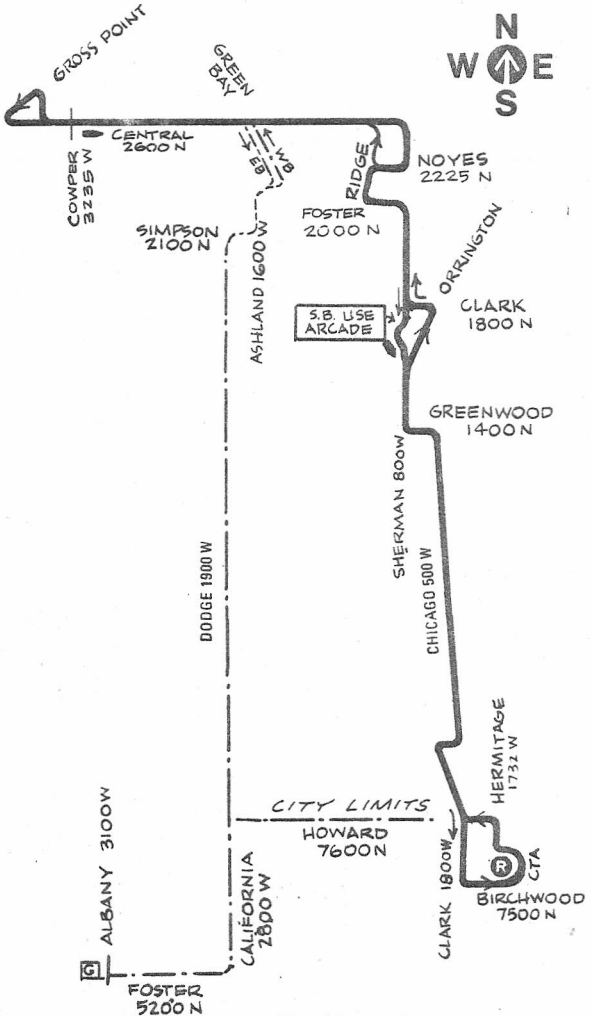 N
W E
S
GROSS POINT
GREEN
BAY
CENTRAL
2600 N
COWPER
3235 W
EB
WB
RIDGE
NOYES
2225 N
FOSTER
2000 N
SIMPSON
2100 N
ASHLAND 1600 W
ORRINGTON
S.B. USE
ARCADE
CLARK
1800 N
GREENWOOD
1400 N
SHERMAN 800W
DODGE 1900 W
CHICAGO 500 W
HERMITAGE
1732 W
CITY LIMITS
HOWARD
7600 N
CLARK 1800W
R
CTA
BIRCHWOOD
7500 N
ALBANY 3100W
CALIFORNIA
2800 W
G
FOSTER
5200 N